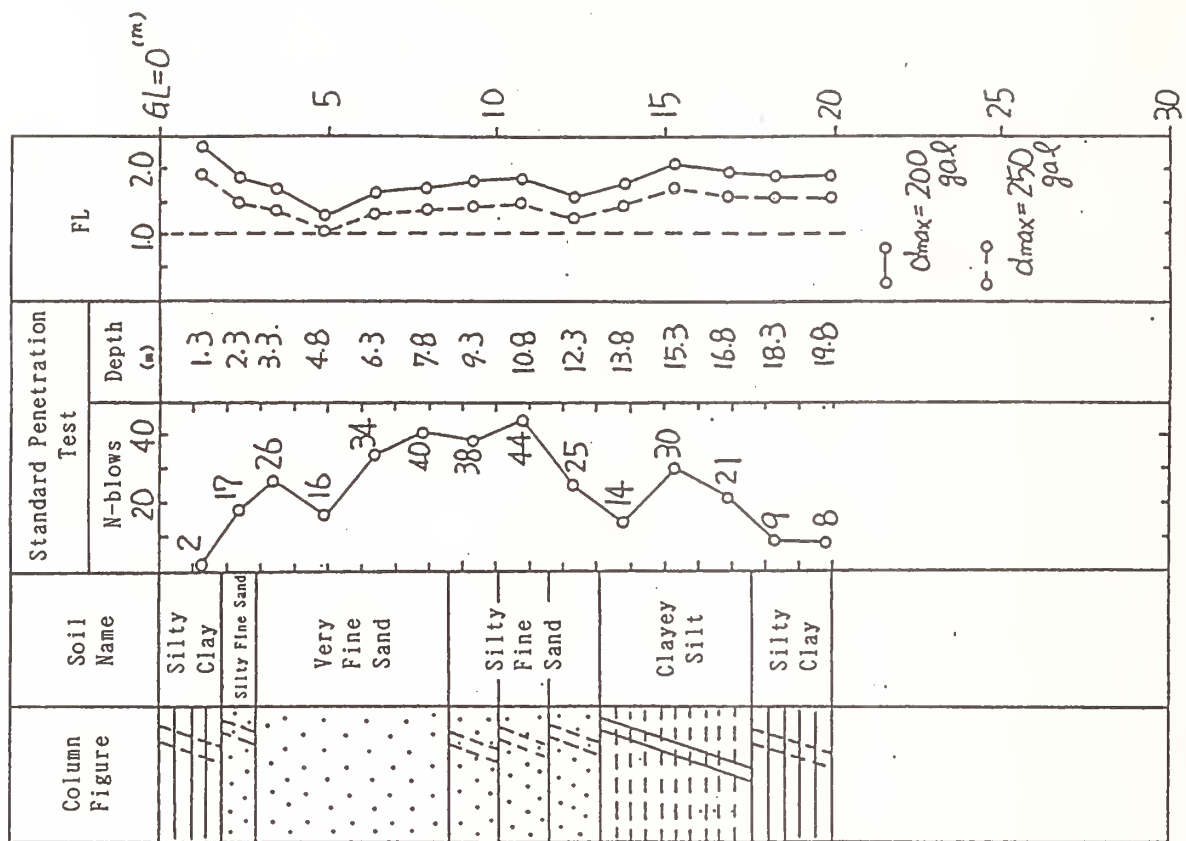 Column
Figure
Soil
Name
Standard Penetration
Test
N-blows
20 40
Depth
(m)
FL
1.0 2.0
GL=0 (m)
5
10
15
20
25
30
Silty
Clay
Silty Fine Sand
Very
Fine
Sand
Silty
Fine
Sand
Clayey
Silt
Silty
Clay
2
17
26
16
34
40
38
44
25
14
30
21
9
8
1.3
2.3
3.3.
4.8
6.3
7.8
9.3
10.8
12.3
13.8
15.3
16.8
18.3
19.8
αmax=200
gal
αmax=250
gal